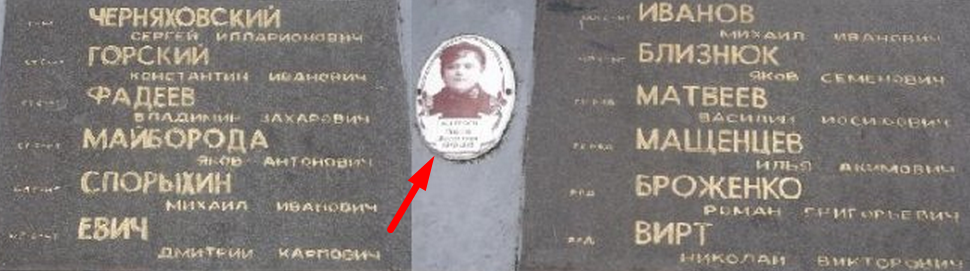 ЧЕРНЯХОВСКИЙ
СЕРГЕЙ ИЛЛАРИОНОВИЧ
ГОРСКИЙ
КОНСТАНТИН ИВАНОВИЧ
ФАДЕЕВ
ВЛАДИМИР ЗАХАРОВИЧ
МАЙБОРОДА
ЯКОВ АНТОНОВИЧ
СПОРЫХИН
МИХАИЛ ИВАНОВИЧ
ЕВИЧ
ДМИТРИЙ КАРПОВИЧ
ИВАНОВ
МИХАИЛ ИВАНОВИЧ
БЛИЗНЮК
ЯКОВ СЕМЕНОВИЧ
МАТВЕЕВ
ВАСИЛИЙ ИОСИФОВИЧ
МАЩЕНЦЕВ
ИЛЬЯ АКИМОВИЧ
БРОЖЕНКО
РОМАН ГРИГОРЬЕВИЧ
ВИРТ
НИКОЛАЙ ВИКТОРОВИЧ